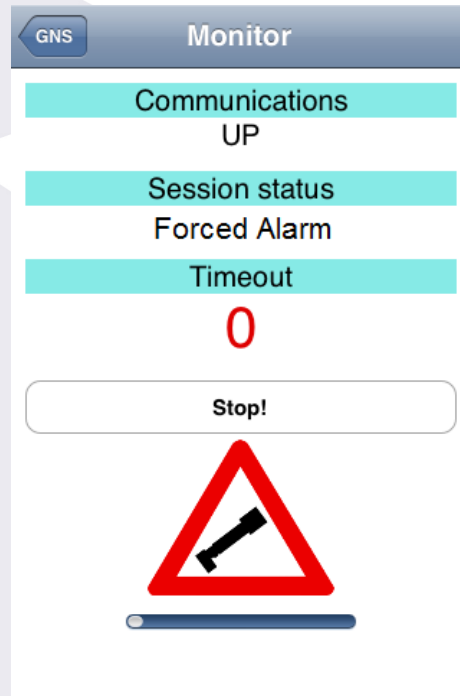 GNS
Monitor
Communications
UP
Session status
Forced Alarm
Timeout
0
Stop!